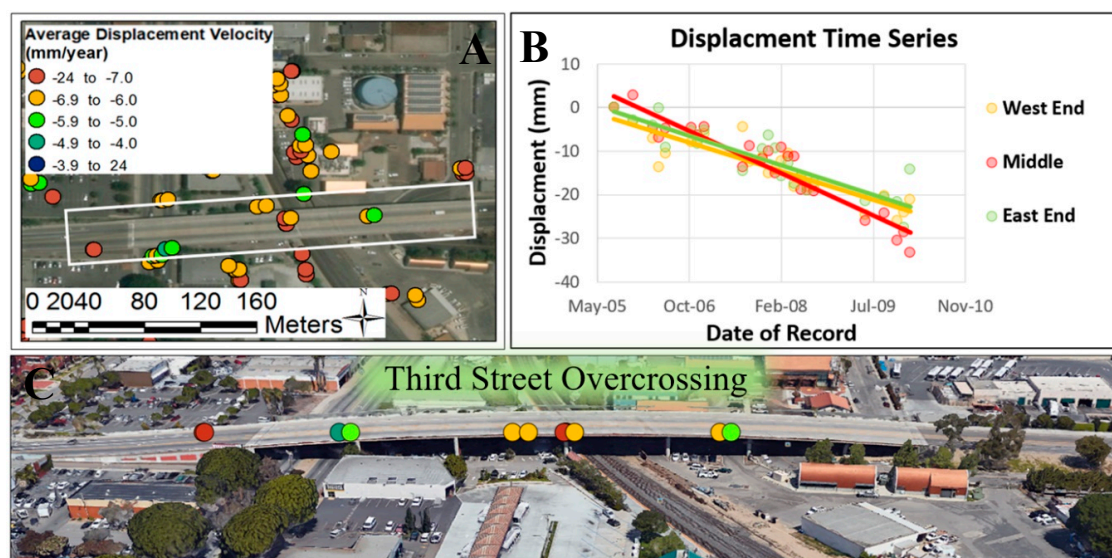 Average Displacement Velocity
(mm/year)
-24 to -7.0
-6.9 to -6.0
-5.9 to -5.0
-4.9 to -4.0
-3.9 to 24
A
N
0 20 40 80 120 160
Meters
B
Displacment Time Series
Displacment (mm)
10
0
-10
-20
-30
-40
May-05 Oct-06 Feb-08 Jul-09 Nov-10
Date of Record
West End
Middle
East End
C
Third Street Overcrossing